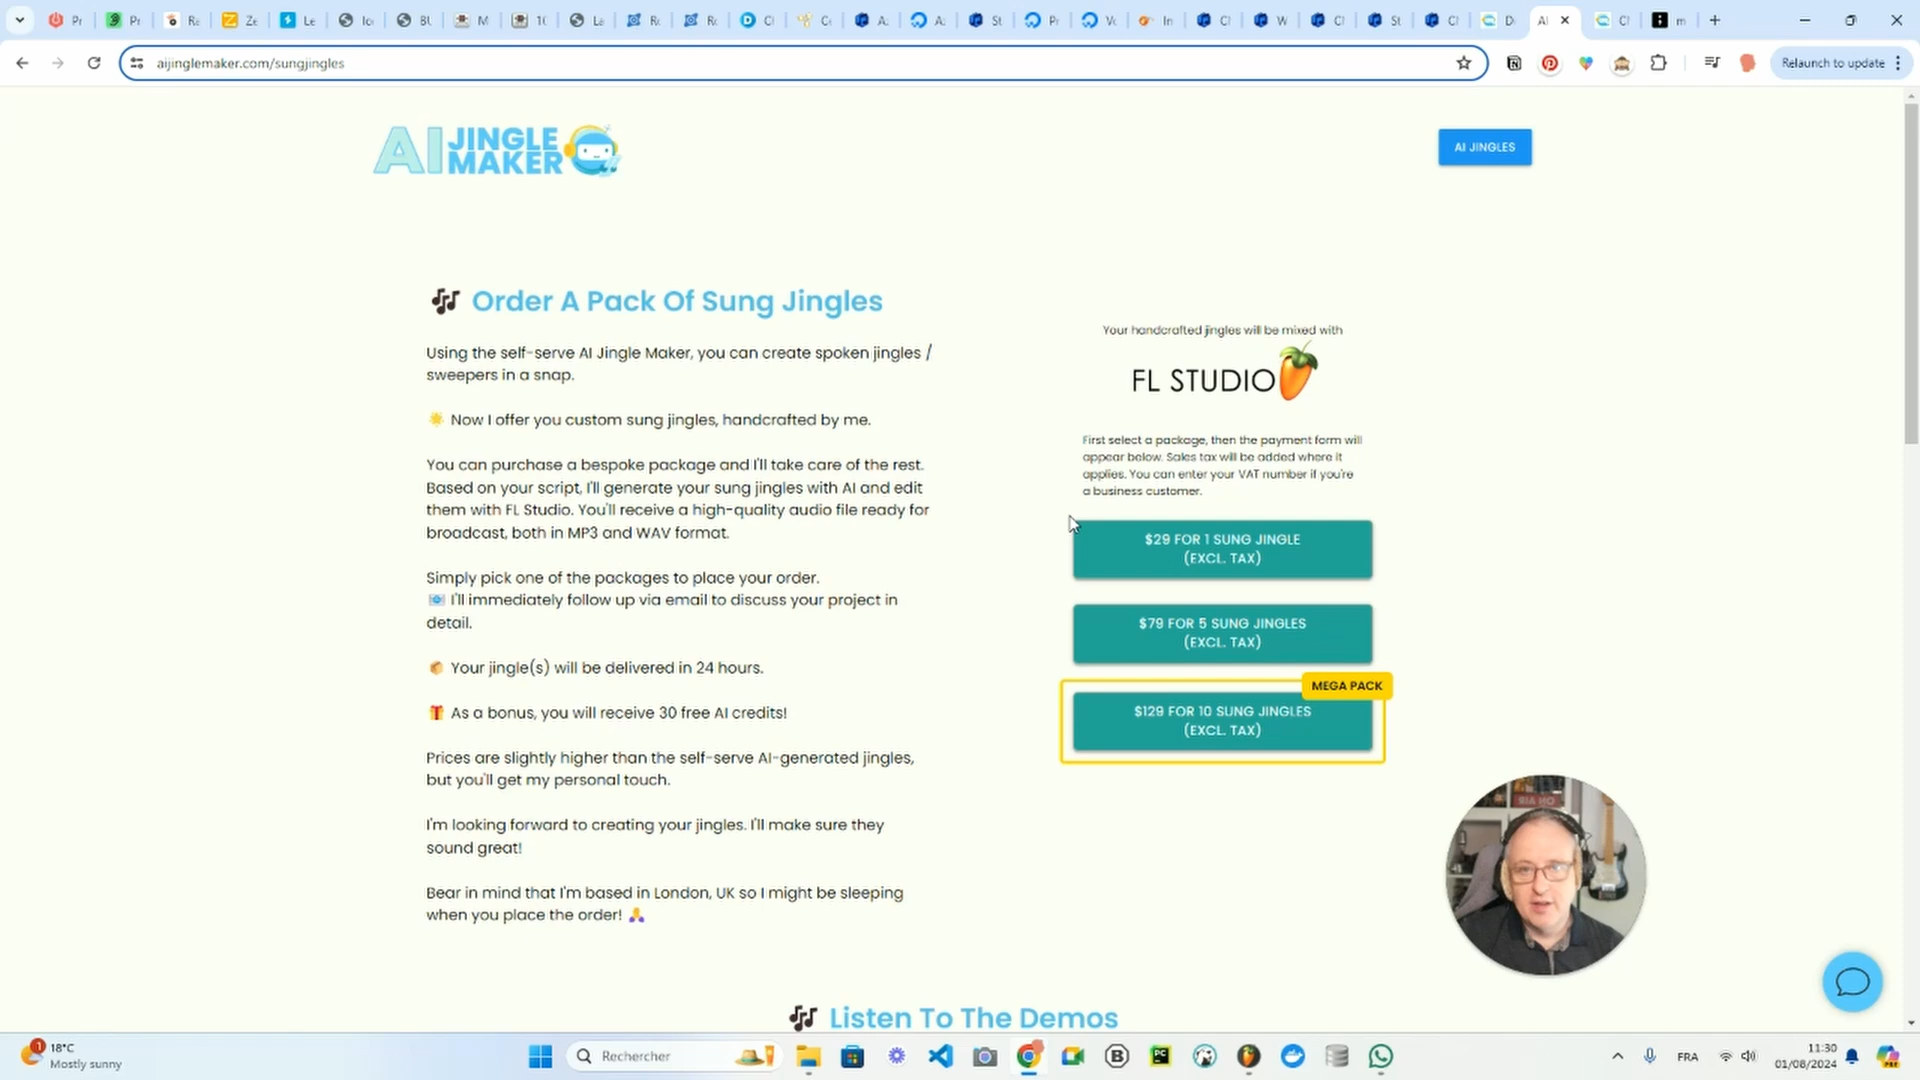 aijinglemaker.com/sungjingles
Relaunch to update
AI JINGLE
MAKER
AI JINGLES
Order A Pack Of Sung Jingles
Using the self-serve AI Jingle Maker, you can create spoken jingles /
sweepers in a snap.
Now I offer you custom sung jingles, handcrafted by me.
You can purchase a bespoke package and I'll take care of the rest.
Based on your script, I'll generate your sung jingles with AI and edit
them with FL Studio. You'll receive a high-quality audio file ready for
broadcast, both in MP3 and WAV format.
Simply pick one of the packages to place your order.
I'll immediately follow up via email to discuss your project in
detail.
Your jingle(s) will be delivered in 24 hours.
As a bonus, you will receive 30 free AI credits!
Prices are slightly higher than the self-serve AI-generated jingles,
but you'll get my personal touch.
I'm looking forward to creating your jingles. I'll make sure they
sound great!
Bear in mind that I'm based in London, UK so I might be sleeping
when you place the order!
Your handcrafted jingles will be mixed with
FL STUDIO
First select a package, then the payment form will
appear below. Sales tax will be added where it
applies. You can enter your VAT number if you're
a business customer.
$29 FOR 1 SUNG JINGLE
(EXCL. TAX)
$79 FOR 5 SUNG JINGLES
(EXCL. TAX)
MEGA PACK
$129 FOR 10 SUNG JINGLES
(EXCL. TAX)
Listen To The Demos
1
18°C
Mostly sunny
Rechercher
FRA
11:30
01/08/2024